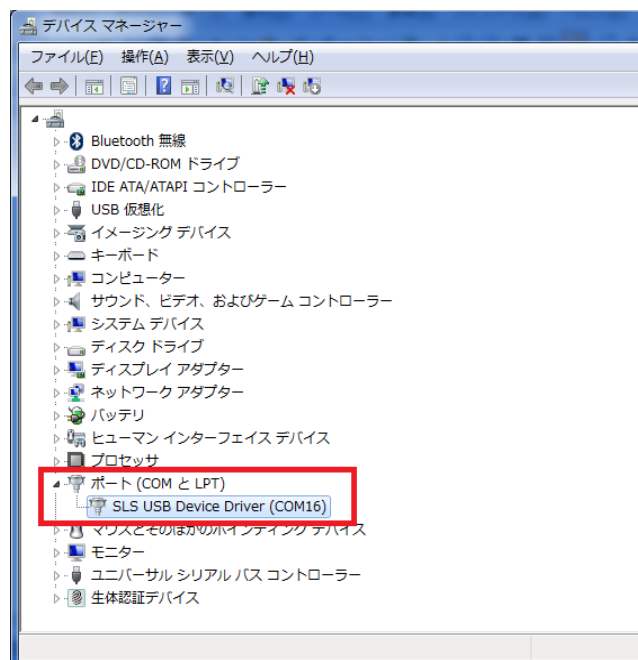 デバイス マネージャー
ファイル(F) 操作(A) 表示(V) ヘルプ(H)
Bluetooth 無線
DVD/CD-ROM ドライブ
IDE ATA/ATAPI コントローラー
USB 仮想化
イメージング デバイス
キーボード
コンピューター
サウンド、ビデオ、およびゲーム コントローラー
システム デバイス
ディスク ドライブ
ディスプレイ アダプター
ネットワーク アダプター
バッテリ
ヒューマン インターフェイス デバイス
プロセッサ
ポート (COM と LPT)
SLS USB Device Driver (COM16)
マウスとそのほかのポインティング デバイス
モニター
ユニバーサル シリアル バス コントローラー
生体認証デバイス